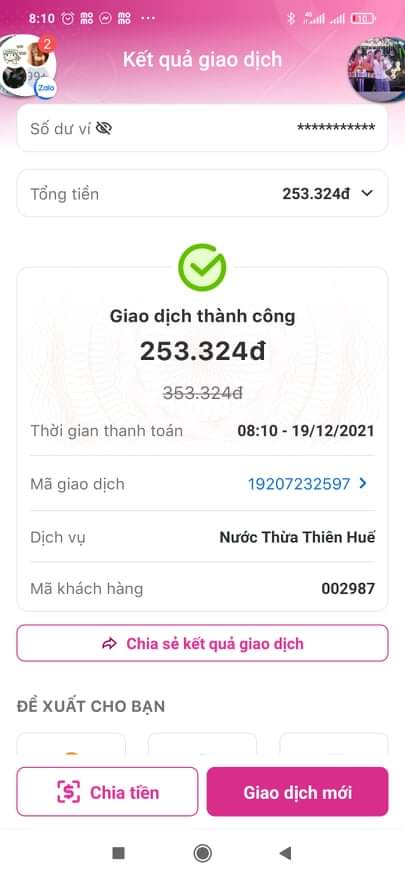 8:10
Kết quả giao dịch
2
Zalo
Số dư ví
***********
Tổng tiền
253.324đ
Giao dịch thành công
253.324đ
353.324đ
Thời gian thanh toán
08:10 - 19/12/2021
Mã giao dịch
19207232597
Dịch vụ
Nước Thừa Thiên Huế
Mã khách hàng
002987
Chia sẻ kết quả giao dịch
ĐỀ XUẤT CHO BẠN
Chia tiền
Giao dịch mới